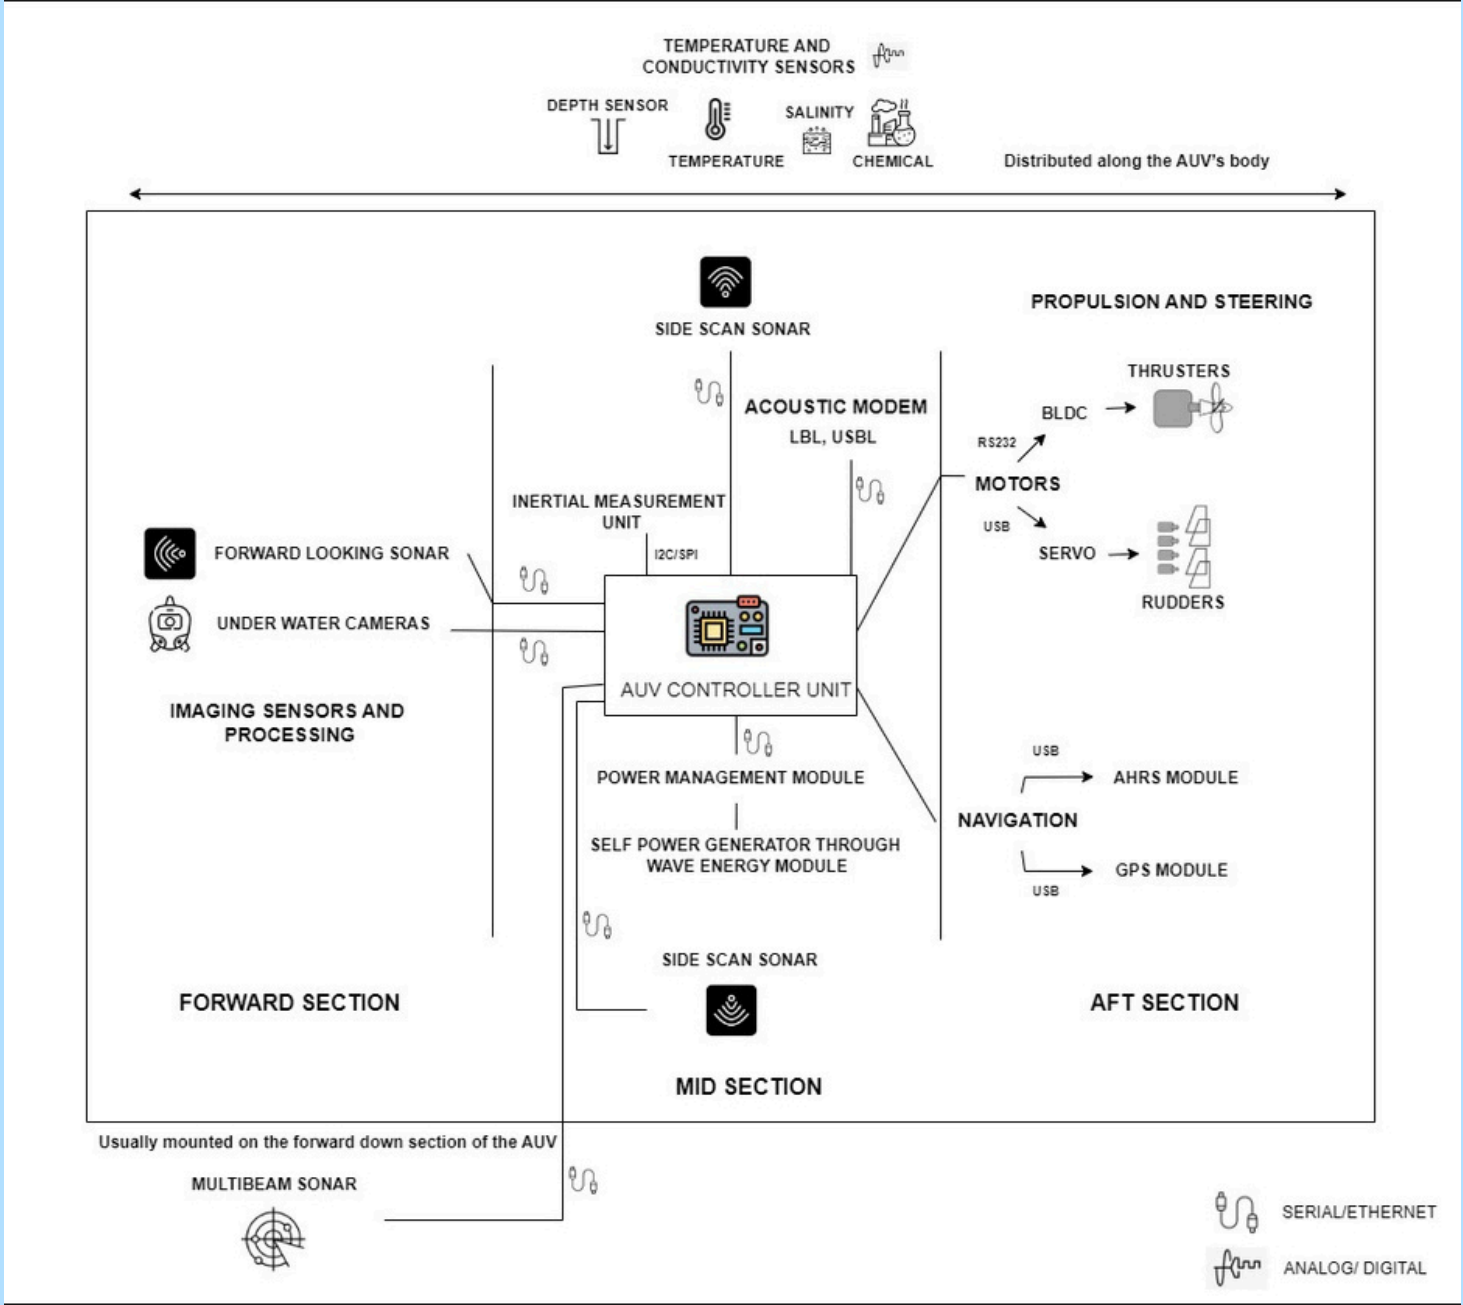 TEMPERATURE AND
CONDUCTIVITY SENSORS
DEPTH SENSOR
SALINITY
TEMPERATURE
CHEMICAL
Distributed along the AUV's body
SIDE SCAN SONAR
PROPULSION AND STEERING
THRUSTERS
ACOUSTIC MODEM
LBL, USBL
BLDC
RS232
MOTORS
USB
SERVO
RUDDERS
INERTIAL MEASUREMENT
UNIT
I2C/SPI
FORWARD LOOKING SONAR
UNDER WATER CAMERAS
IMAGING SENSORS AND
PROCESSING
AUV CONTROLLER UNIT
POWER MANAGEMENT MODULE
SELF POWER GENERATOR THROUGH
WAVE ENERGY MODULE
USB
AHRS MODULE
NAVIGATION
GPS MODULE
USB
SIDE SCAN SONAR
FORWARD SECTION
AFT SECTION
MID SECTION
Usually mounted on the forward down section of the AUV
MULTIBEAM SONAR
SERIAL/ETHERNET
ANALOG/ DIGITAL